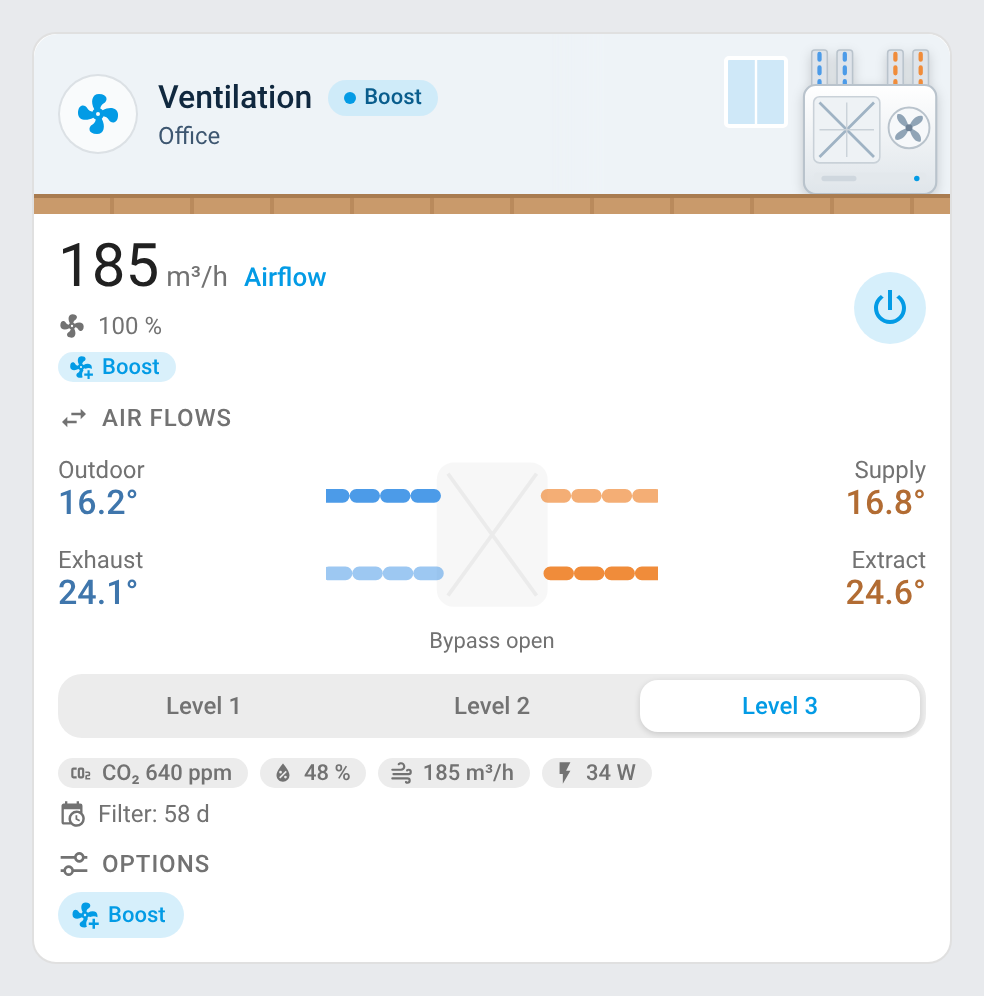 Ventilation
Boost
Office
185 m³/h Airflow
100 %
Boost
AIR FLOWS
Outdoor
16.2°
Supply
16.8°
Exhaust
24.1°
Extract
24.6°
Bypass open
Level 1
Level 2
Level 3
CO₂ CO₂ 640 ppm
48 %
185 m³/h
34 W
Filter: 58 d
OPTIONS
Boost